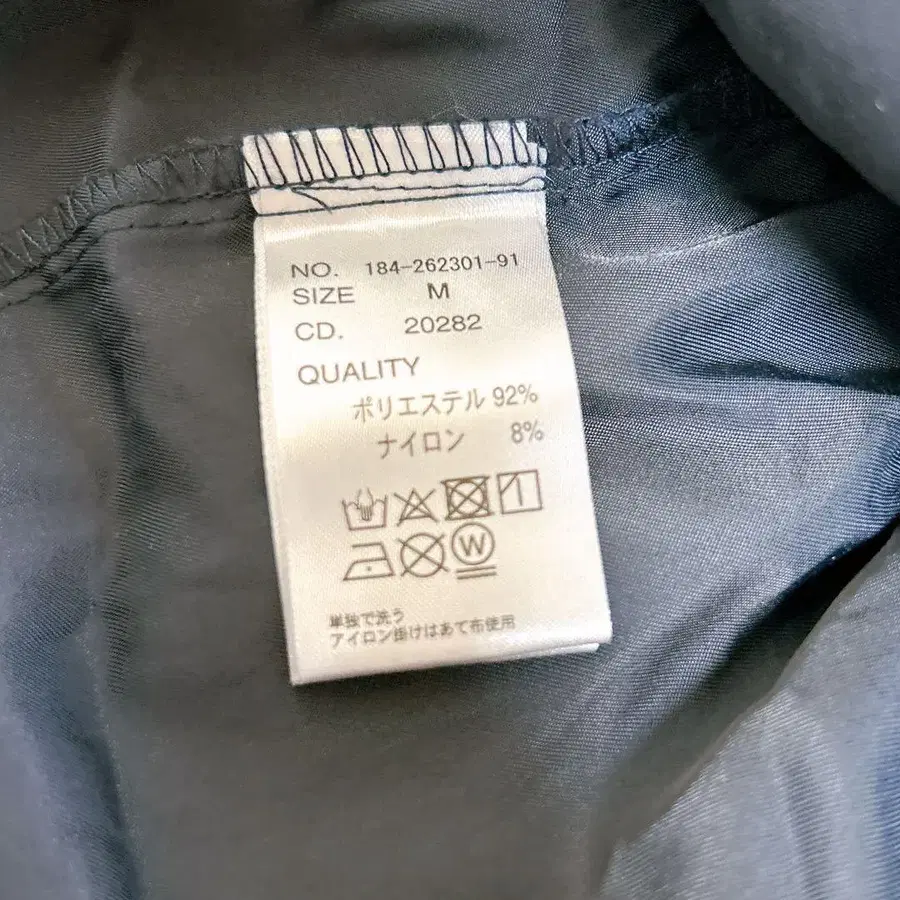 NO. 184-262301-91
SIZE M
CD. 20282
QUALITY
ポリエステル 92%
ナイロン 8%
W
単独で洗う
アイロン掛けはあて布使用